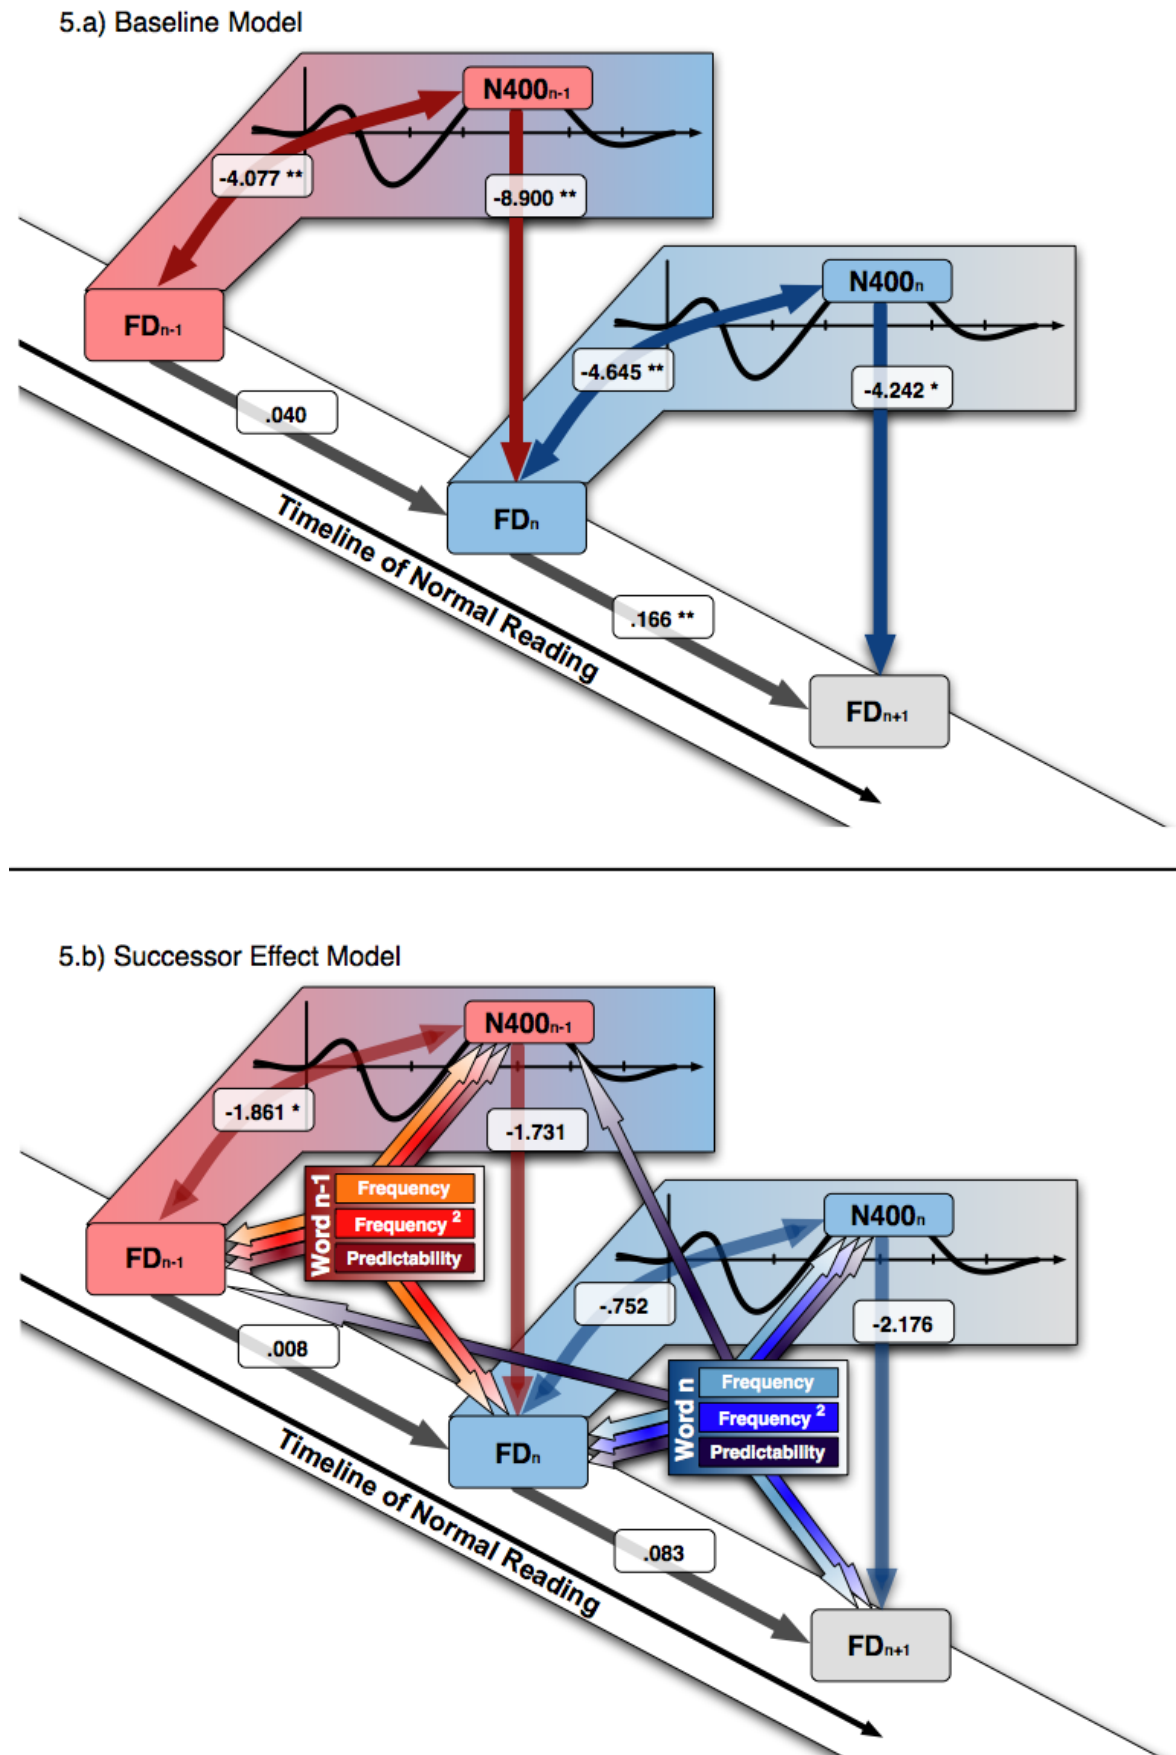 5.a) Baseline Model
N400n-1
-4.077 **
-8.900 **
N400n
FDn-1
-4.645 **
-4.242 *
.040
FDn
Timeline of Normal Reading
.166 **
FDn+1
5.b) Successor Effect Model
N400n-1
-1.861 *
-1.731
Word n-1
Frequency
Frequency 2
Predictability
N400n
FDn-1
-.752
-2.176
.008
Word n
Frequency
Frequency 2
Predictability
FDn
Timeline of Normal Reading
.083
FDn+1